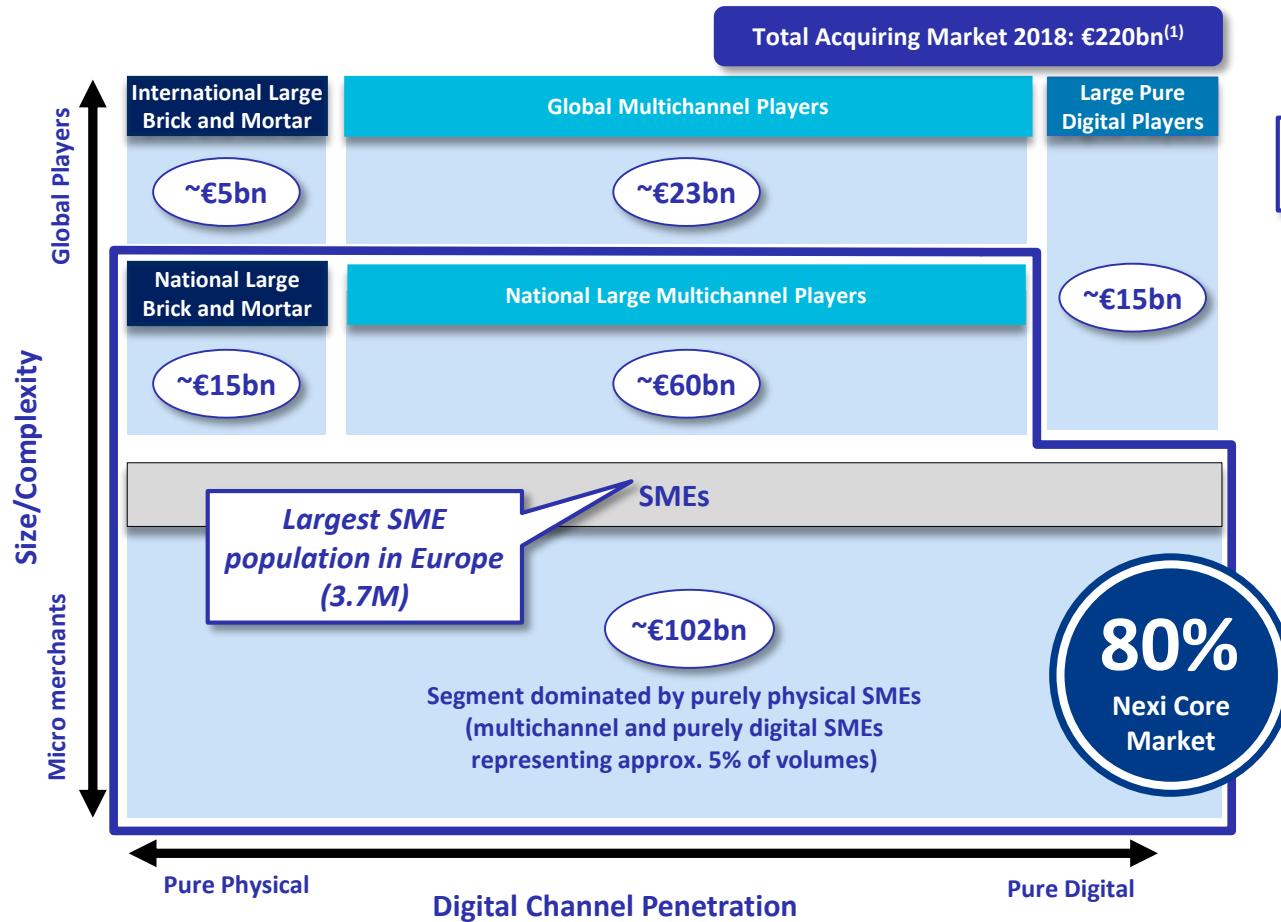 Total Acquiring Market 2018: €220bn(1)
International Large
Brick and Mortar
Global Multichannel Players
Large Pure
Digital Players
Global Players
~€5bn
~€23bn
National Large
Brick and Mortar
National Large Multichannel Players
~€15bn
~€15bn
~€60bn
Size/Complexity
SMEs
Largest SME
population in Europe
(3.7M)
~€102bn
80%
Nexi Core
Market
Segment dominated by purely physical SMEs
(multichannel and purely digital SMEs
representing approx. 5% of volumes)
Micro merchants
Pure Physical
Pure Digital
Digital Channel Penetration